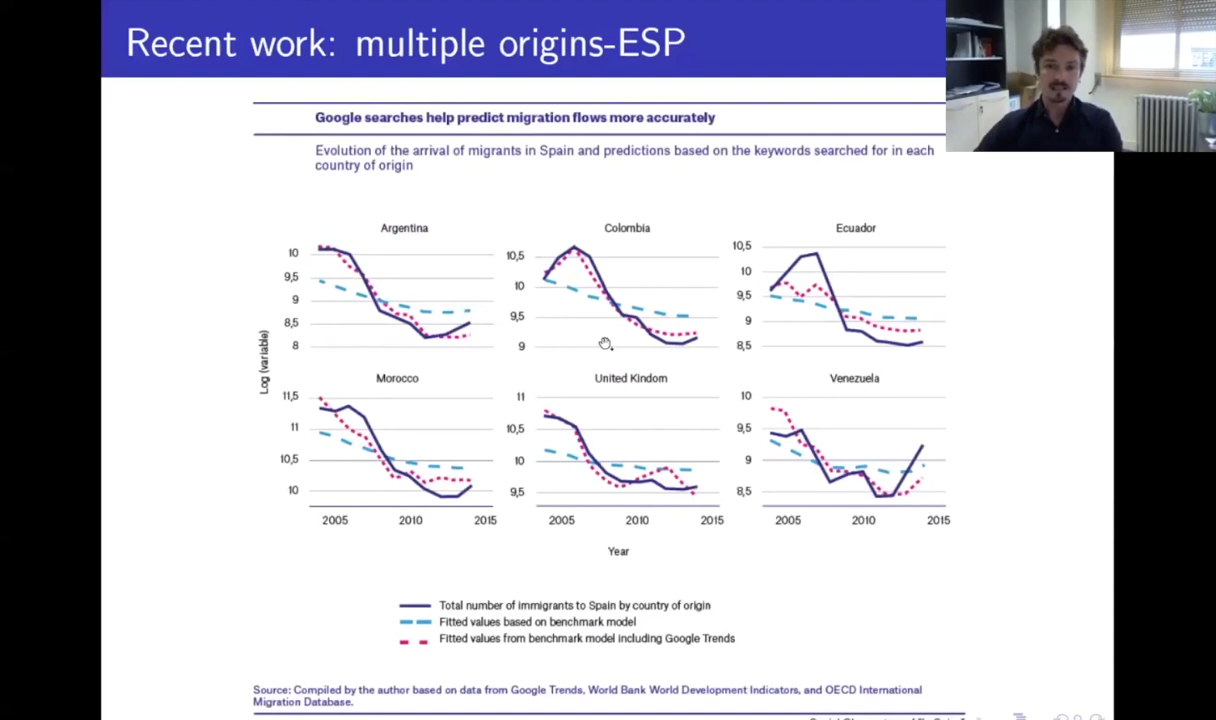 Recent work: multiple origins-ESP
Google searches help predict migration flows more accurately
Evolution of the arrival of migrants in Spain and predictions based on the keywords searched for in each
country of origin
Argentina
Colombia
Ecuador
10
9,5
9
8,5
8
10,5
10
9,5
9
10,5
10
9,5
9
8,5
Log (variable)
Morocco
United Kindom
Venezuela
11,5
11
10,5
10
11
10,5
10
9,5
10
9,5
9
8,5
2005 2010 2015
2005 2010 2015
2005 2010 2015
Year
Total number of immigrants to Spain by country of origin
Fitted values based on benchmark model
Fitted values from benchmark model including Google Trends
Source: Compiled by the author based on data from Google Trends, World Bank World Development Indicators, and OECD International
Migration Database.